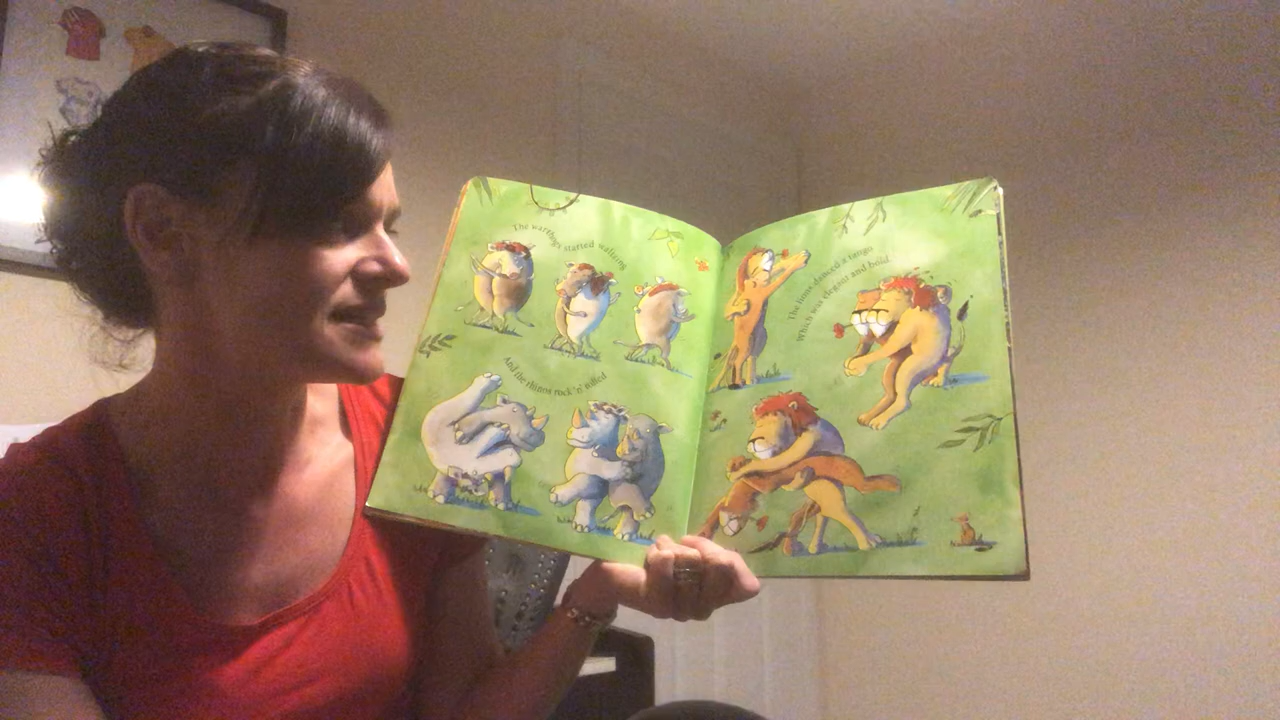 The warthogs started waltzing
And the rhinos rock 'n' rolled
The lions danced a tango
Which was elegant and bold.